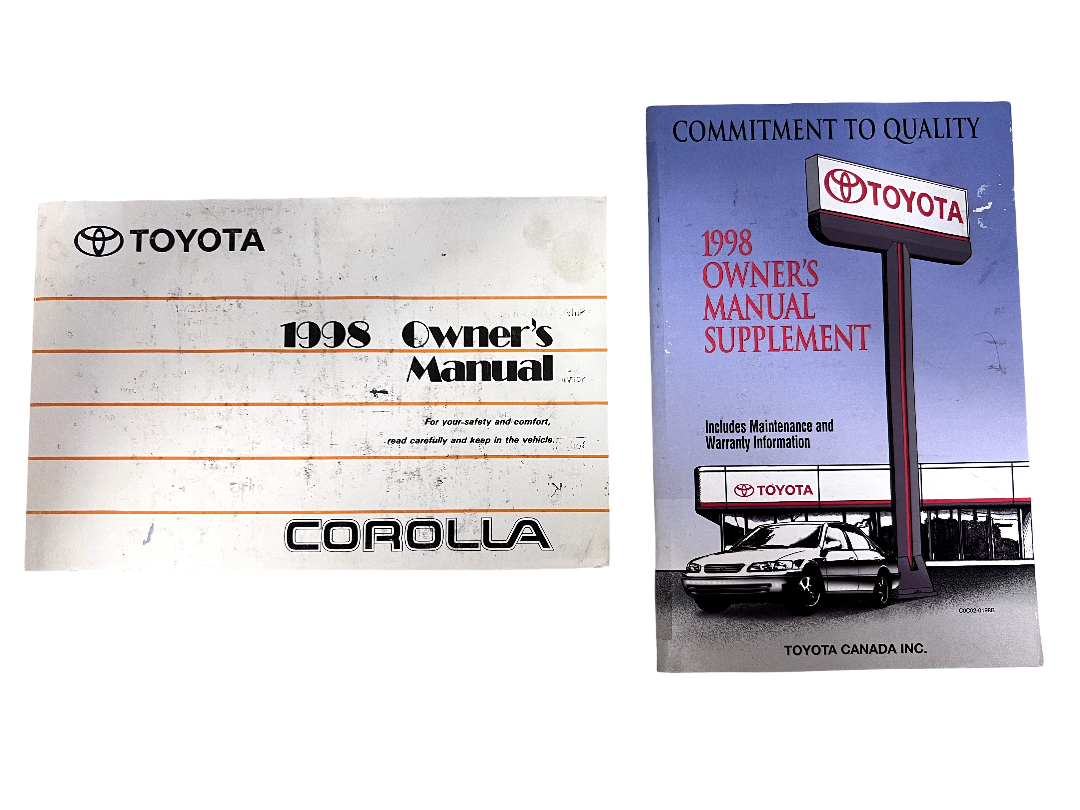 TOYOTA
1998 Owner's
Manual
For your safety and comfort,
read carefully and keep in the vehicle.
COROLLA
COMMITMENT TO QUALITY
TOYOTA
1998
OWNER'S
MANUAL
SUPPLEMENT
Includes Maintenance and
Warranty Information
TOYOTA
TOYOTA CANADA INC.